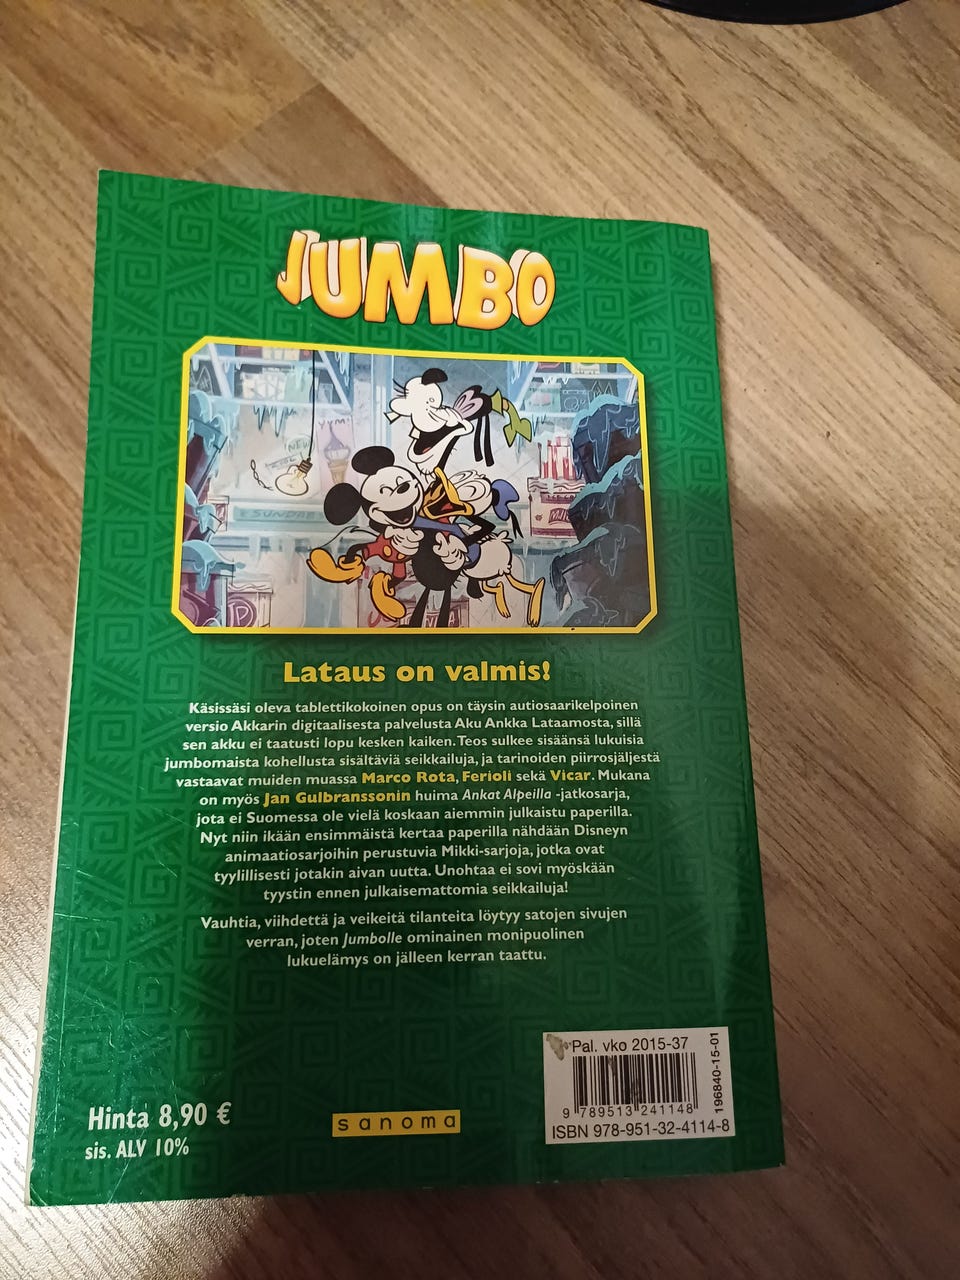 JUMBO
NEW
YUM
SUNDAE
Lataus on valmis!
Käsissäsi oleva tablettikokoinen opus on täysin autiosaarikelpoinen
versio Akkarin digitaalisesta palvelusta Aku Ankka Lataamosta, sillä
sen akku ei taatusti lopu kesken kaiken. Teos sulkee sisäänsä lukuisia
jumbomaista kohellusta sisältäviä seikkailuja, ja tarinoiden piirrosjäljestä
vastaavat muiden muassa Marco Rota, Ferioli sekä Vicar. Mukana
on myös Jan Gulbranssonin huima Ankat Alpeilla -jatkosarja,
jota ei Suomessa ole vielä koskaan aiemmin julkaistu paperilla.
Nyt niin ikään ensimmäistä kertaa paperilla nähdään Disneyn
animaatiosarjoihin perustuvia Mikki-sarjoja, jotka ovat
tyylillisesti jotakin aivan uutta. Unohtaa ei sovi myöskään
tyystin ennen julkaisemattomia seikkailuja!
Vauhtia, viihdettä ja veikeitä tilanteita löytyy satojen sivujen
verran, joten Jumbolle ominainen monipuolinen
lukuelämys on jälleen kerran taattu.
Hinta 8,90 €
sis. ALV 10%
sanoma
Pal. vko 2015-37
9 789513 241148
ISBN 978-951-32-4114-8
196840-15-01